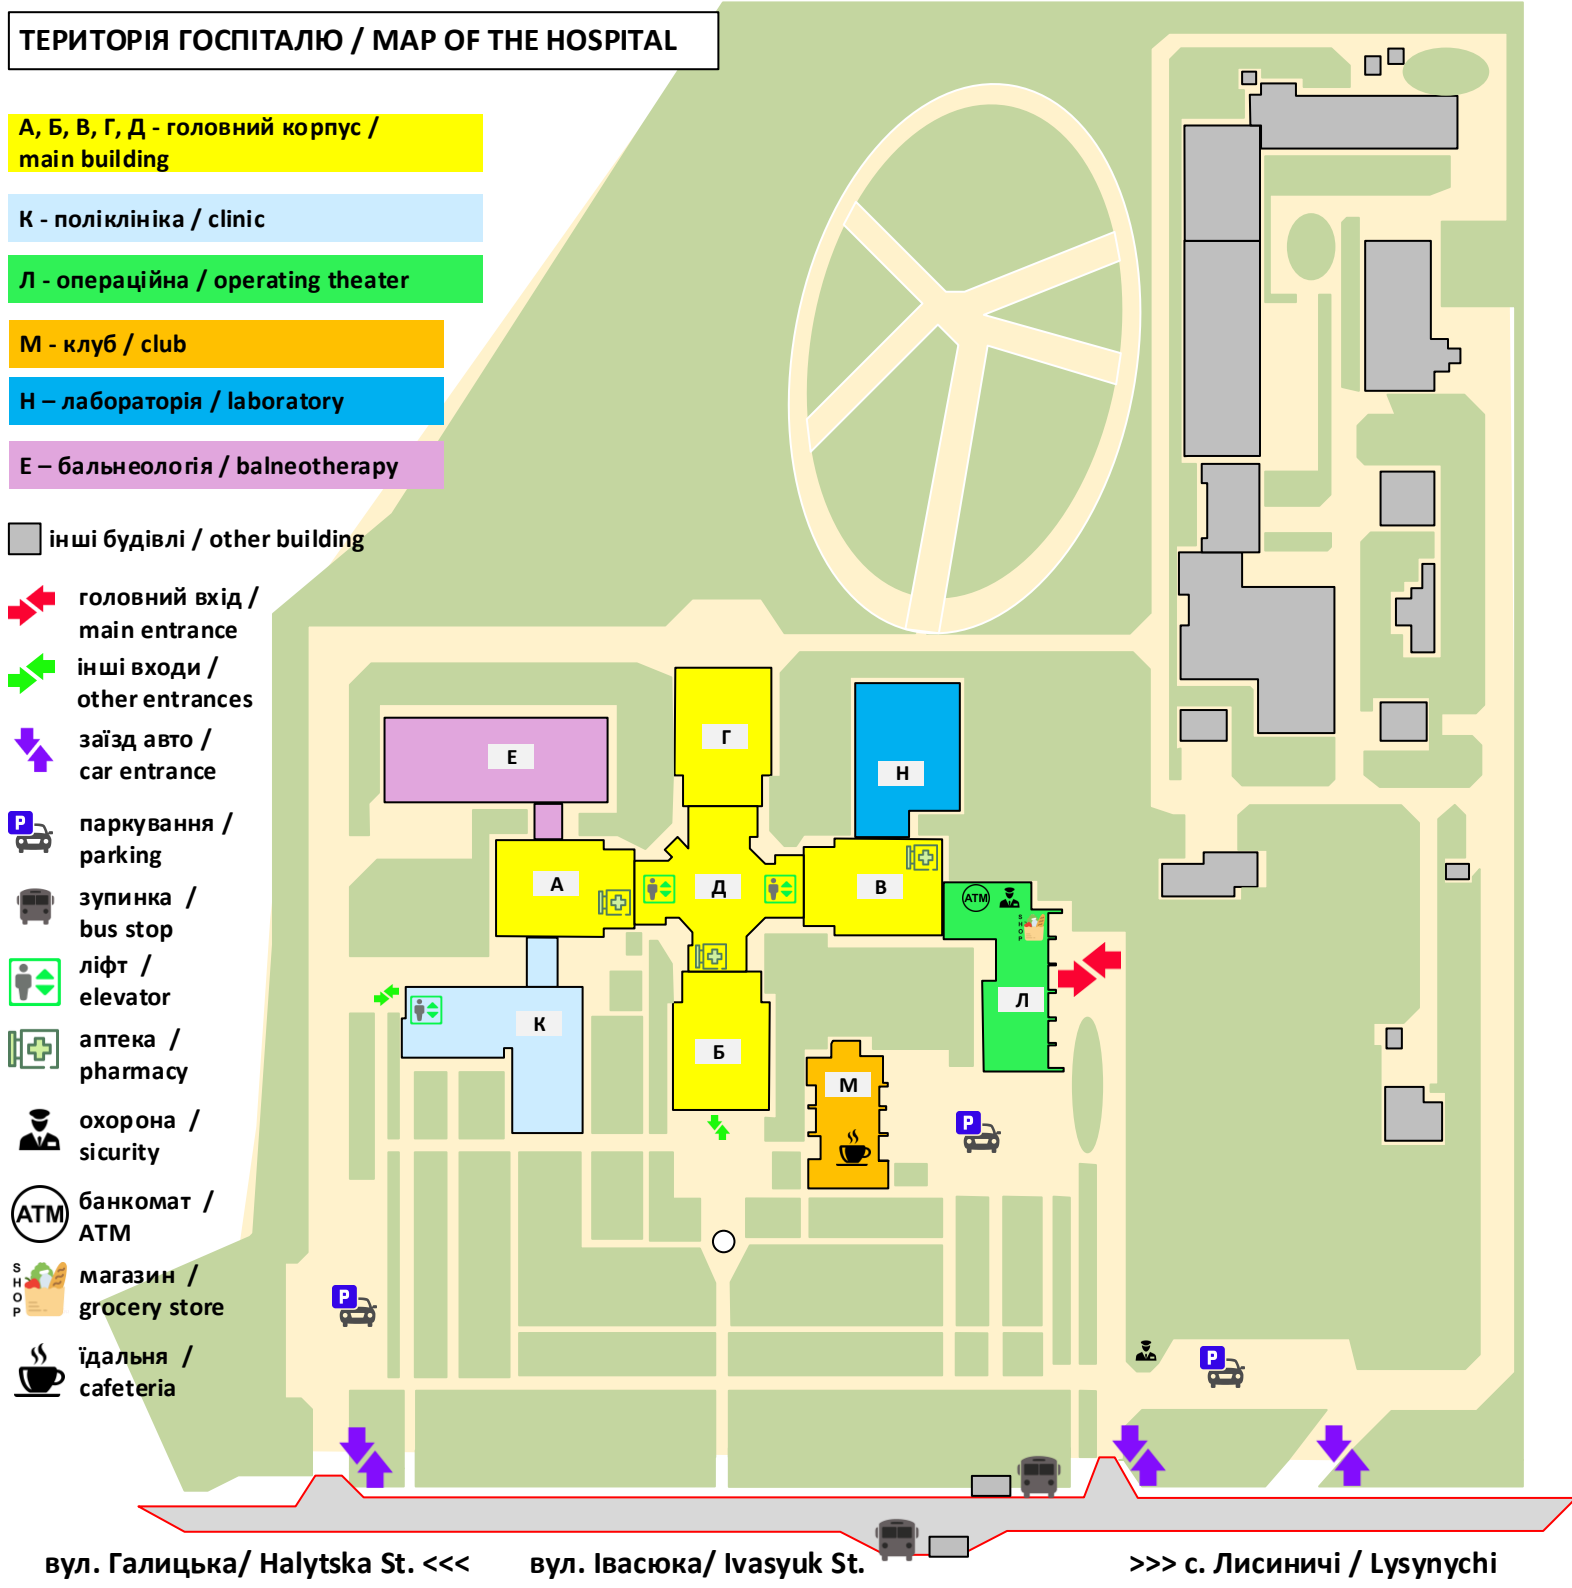 ТЕРИТОРІЯ ГОСПІТАЛЮ / MAP OF THE HOSPITAL
А, Б, В, Г, Д - головний корпус /
main building
К - поліклініка / clinic
Л - операційна / operating theater
М - клуб / club
Н – лабораторія / laboratory
Е – бальнеологія / balneotherapy
інші будівлі / other building
головний вхід /
main entrance
інші входи /
other entrances
заїзд авто /
car entrance
P
паркування /
parking
зупинка /
bus stop
ліфт /
elevator
аптека /
pharmacy
охорона /
sicurity
ATM
банкомат /
ATM
SHOP
магазин /
grocery store
їдальня /
cafeteria
Г
Е
Н
А
Д
В
ATM
SHOP
Л
К
Б
М
P
P
P
вул. Галицька/ Halytska St. <<<
вул. Івасюка/ Ivasyuk St.
>>> с. Лисиничі / Lysynychi